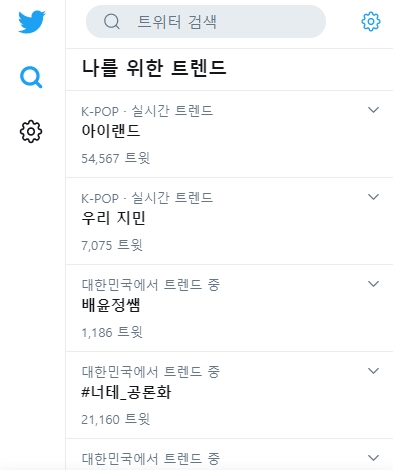 트위터 검색
나를 위한 트렌드
K-POP · 실시간 트렌드
아이랜드
54,567 트윗
K-POP · 실시간 트렌드
우리 지민
7,075 트윗
대한민국에서 트렌드 중
배윤정쌤
1,186 트윗
대한민국에서 트렌드 중
#너테_공론화
21,160 트윗
대한민국에서 트렌드 중